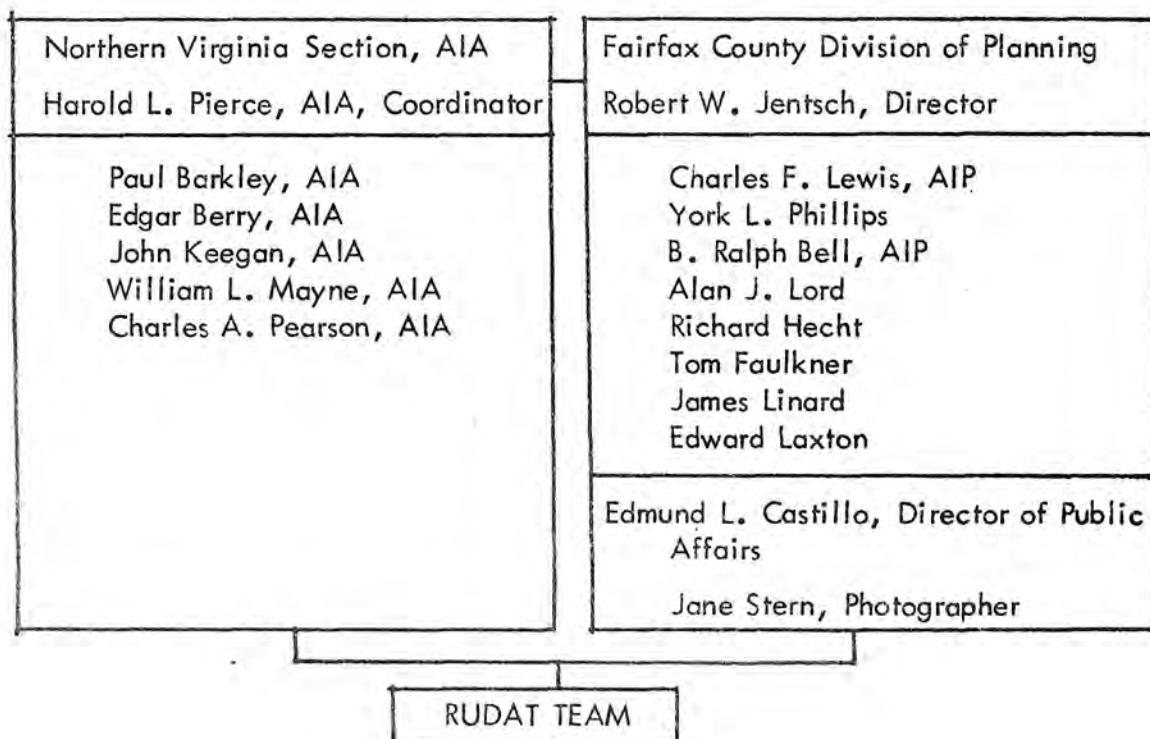 Northern Virginia Section, AIA
Harold L. Pierce, AIA, Coordinator
Paul Barkley, AIA
Edgar Berry, AIA
John Keegan, AIA
William L. Mayne, AIA
Charles A. Pearson, AIA
Fairfax County Division of Planning
Robert W. Jentsch, Director
Charles F. Lewis, AIP
York L. Phillips
B. Ralph Bell, AIP
Alan J. Lord
Richard Hecht
Tom Faulkner
James Linard
Edward Laxton
Edmund L. Castillo, Director of Public
Affairs
Jane Stern, Photographer
RUDAT TEAM